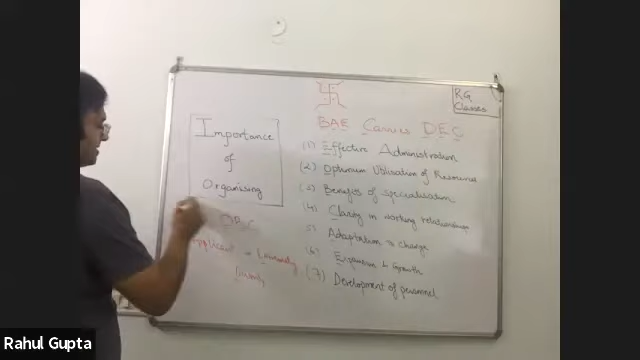 RG
Classes
BAE Carries DEC
Importance
of
Organising
(1) Effective Administration
(2) Optimum Utilisation of Resources
(3) Benefits of specialisation
(4) Clarity in working relationships
5) Adaptation to change
(6) Expansion & Growth
(7) Development of personnel
Rahul Gupta